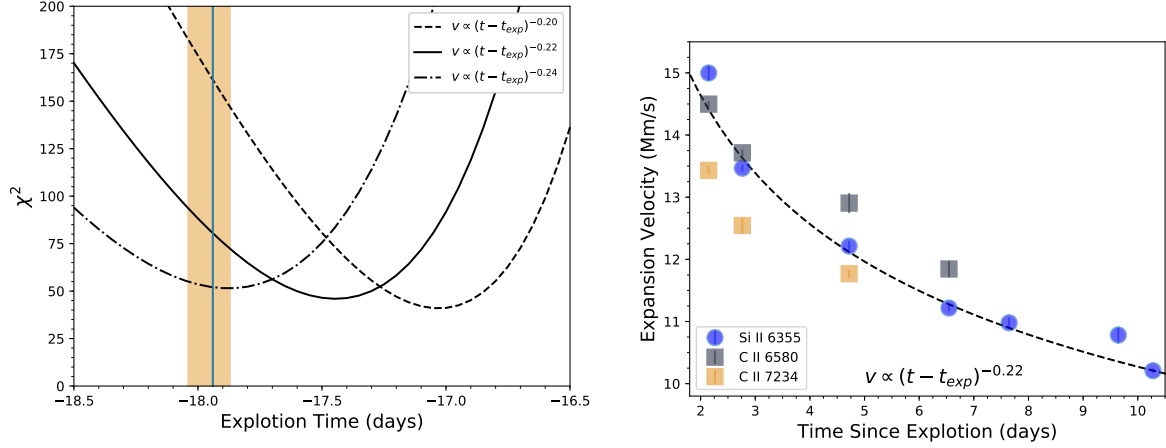 200
175
150
125
100
75
50
25
0
χ²
−18.5 −18.0 −17.5 −17.0 −16.5
Explotion Time (days)
v ∝ (t − t_exp)^−0.20
v ∝ (t − t_exp)^−0.22
v ∝ (t − t_exp)^−0.24
15
14
13
12
11
10
Expansion Velocity (Mm/s)
Si II 6355
C II 6580
C II 7234
v ∝ (t − t_exp)^−0.22
2 3 4 5 6 7 8 9 10
Time Since Explotion (days)